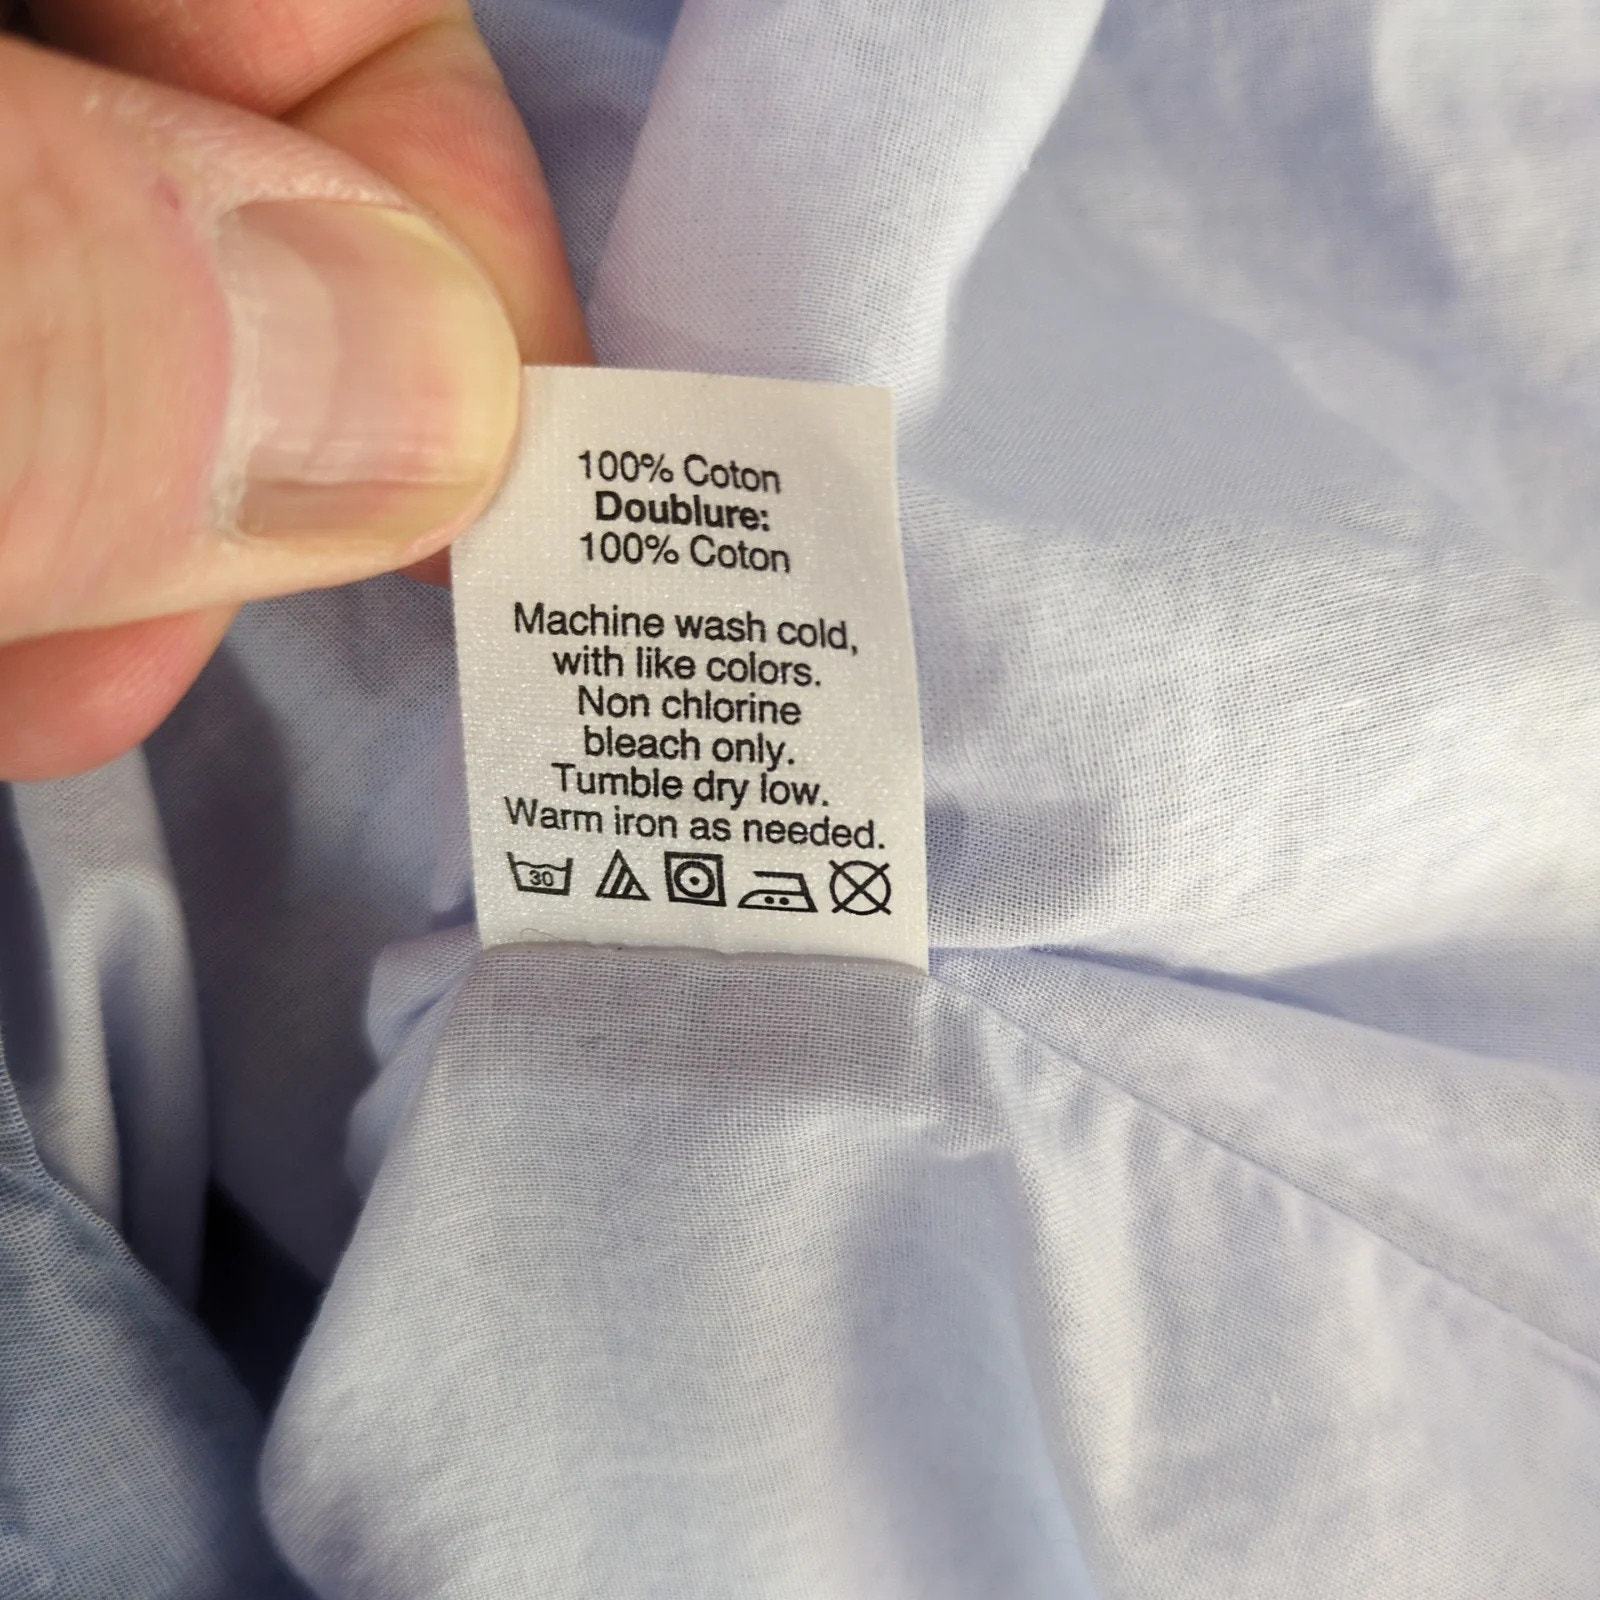 100% Coton
Doublure:
100% Coton
Machine wash cold,
with like colors.
Non chlorine
bleach only.
Tumble dry low.
Warm iron as needed.
30